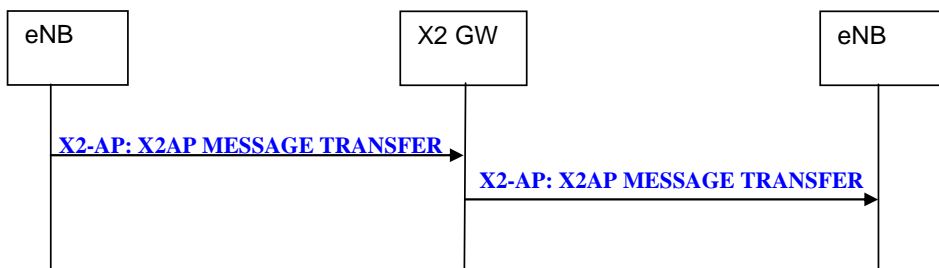 eNB
X2 GW
eNB
X2-AP: X2AP MESSAGE TRANSFER
X2-AP: X2AP MESSAGE TRANSFER